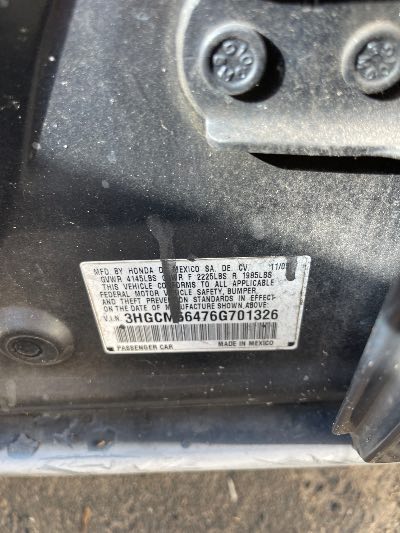 MFD BY HONDA DE MEXICO SA. DE. CV.
GVWR 4145LBS F 2225LBS R 1985LBS
THIS VEHICLE CONFORMS TO ALL APPLICABLE
FEDERAL MOTOR VEHICLE SAFETY, BUMPER,
AND THEFT PREVENTION STANDARDS IN EFFECT
ON THE DATE OF MANUFACTURE SHOWN ABOVE.
V.I.N.
PASSENGER CAR MADE IN MEXICO